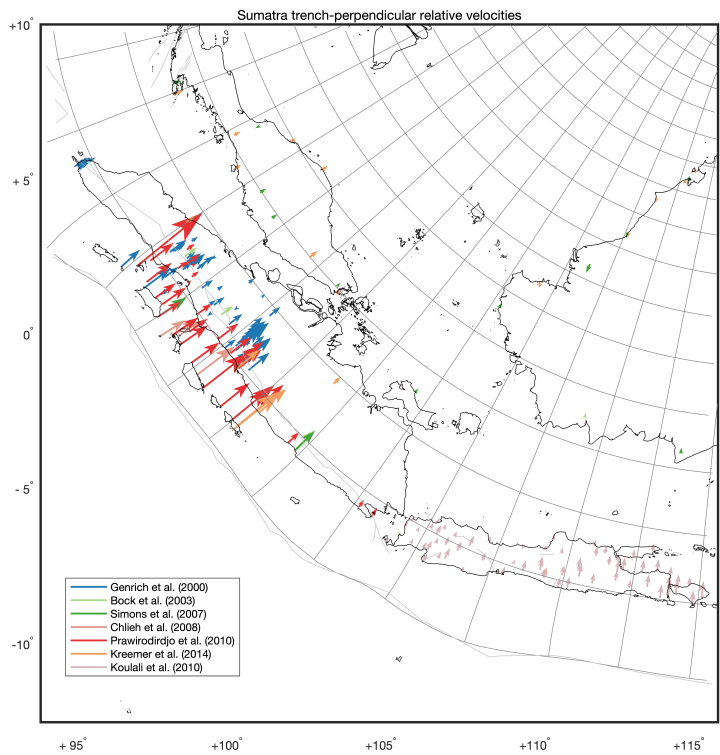 Sumatra trench-perpendicular relative velocities
+10°
+ 5°
0°
- 5°
-10°
Genrich et al. (2000)
Bock et al. (2003)
Simons et al. (2007)
Chlieh et al. (2008)
Prawirodirdjo et al. (2010)
Kreemer et al. (2014)
Koulali et al. (2010)
+ 95° +100° +105° +110° +115°